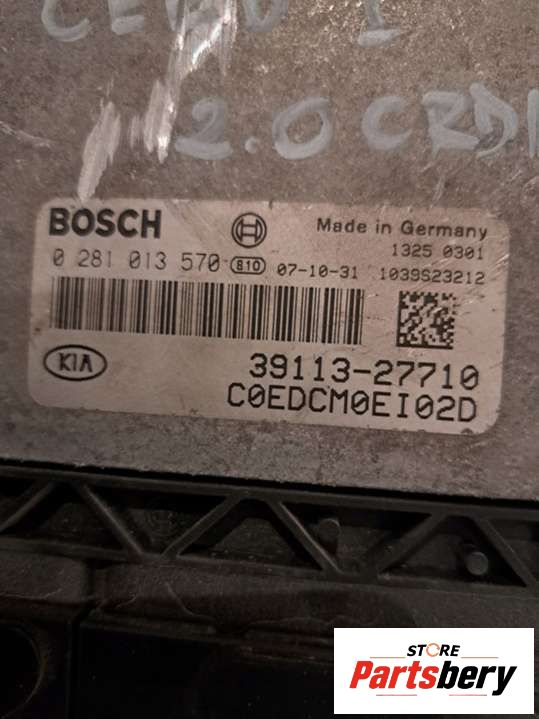 CEED I
2.0 CRDI
BOSCH
Made in Germany
1325 0301
0 281 013 570 810 07-10-31 1039S23212
KIA
39113-27710
C0EDCM0EI02D
STORE
Partsbery